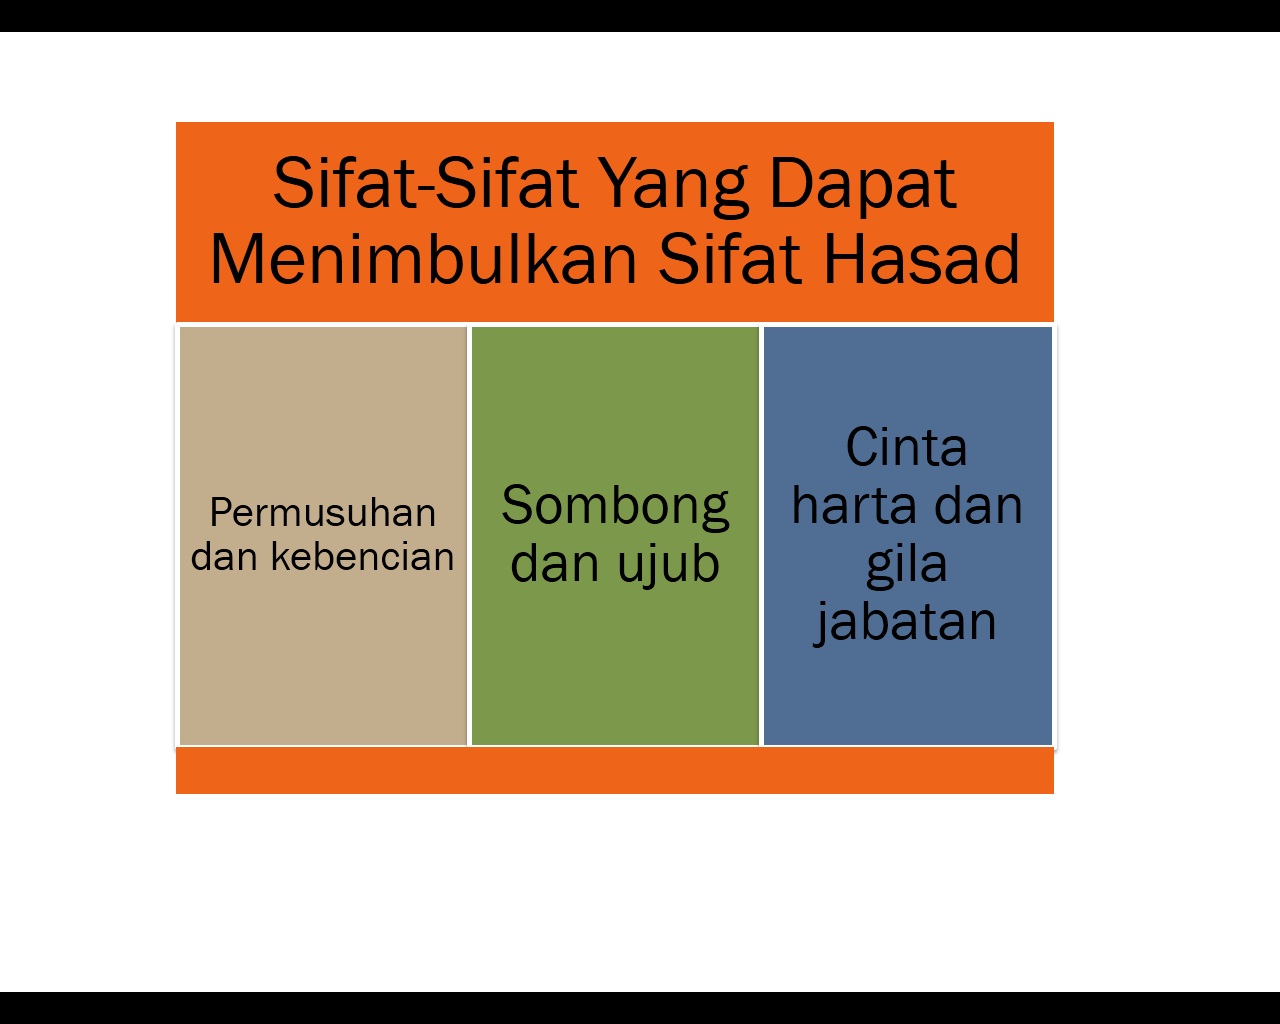 Sifat-Sifat Yang Dapat
Menimbulkan Sifat Hasad
Permusuhan
dan kebencian
Sombong
dan ujub
Cinta
harta dan
gila
jabatan